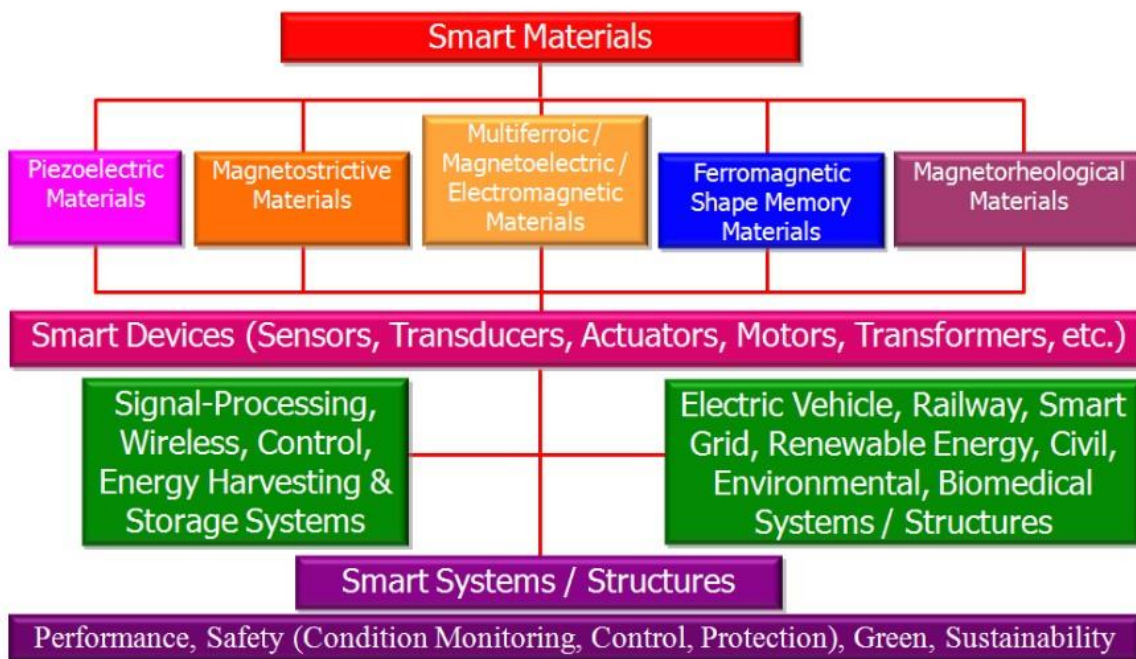 Smart Materials
Piezoelectric
Materials
Magnetostrictive
Materials
Multiferroic /
Magnetoelectric /
Electromagnetic
Materials
Ferromagnetic
Shape Memory
Materials
Magnetorheological
Materials
Smart Devices (Sensors, Transducers, Actuators, Motors, Transformers, etc.)
Signal-Processing,
Wireless, Control,
Energy Harvesting &
Storage Systems
Electric Vehicle, Railway, Smart
Grid, Renewable Energy, Civil,
Environmental, Biomedical
Systems / Structures
Smart Systems / Structures
Performance, Safety (Condition Monitoring, Control, Protection), Green, Sustainability